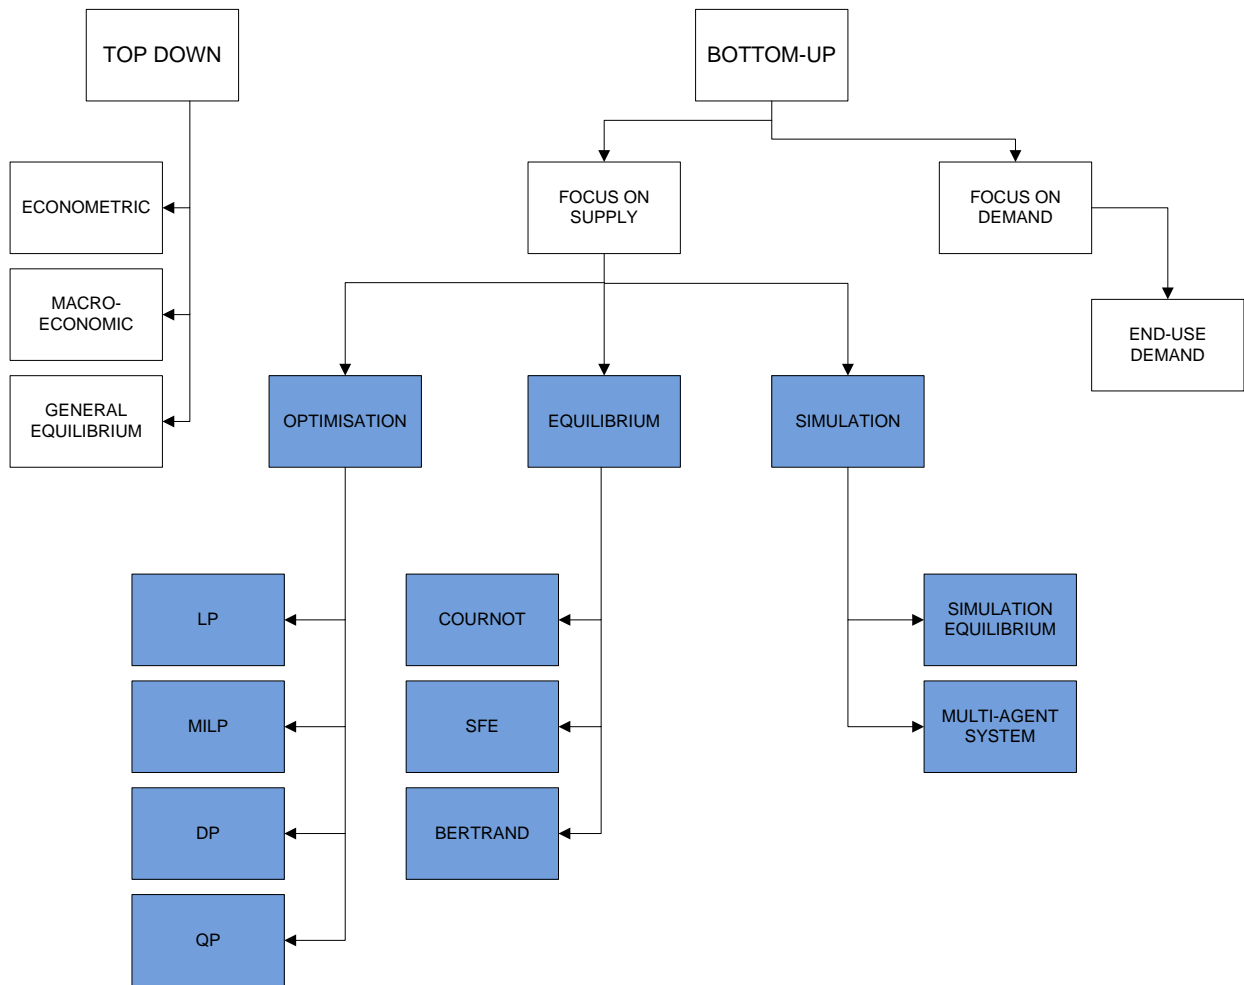 TOP DOWN
BOTTOM-UP
ECONOMETRIC
FOCUS ON
SUPPLY
FOCUS ON
DEMAND
MACRO-
ECONOMIC
END-USE
DEMAND
GENERAL
EQUILIBRIUM
OPTIMISATION
EQUILIBRIUM
SIMULATION
LP
COURNOT
SIMULATION
EQUILIBRIUM
MILP
SFE
MULTI-AGENT
SYSTEM
DP
BERTRAND
QP